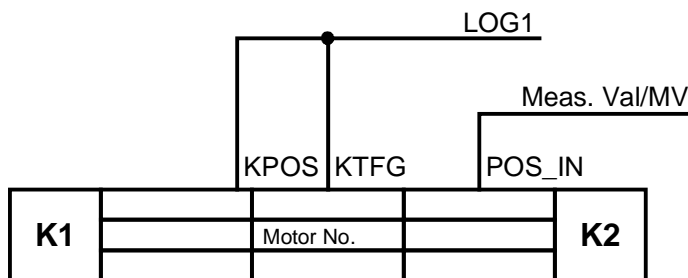 LOG1
Meas. Val/MV
KPOS KTFG POS_IN
K1 Motor No. K2